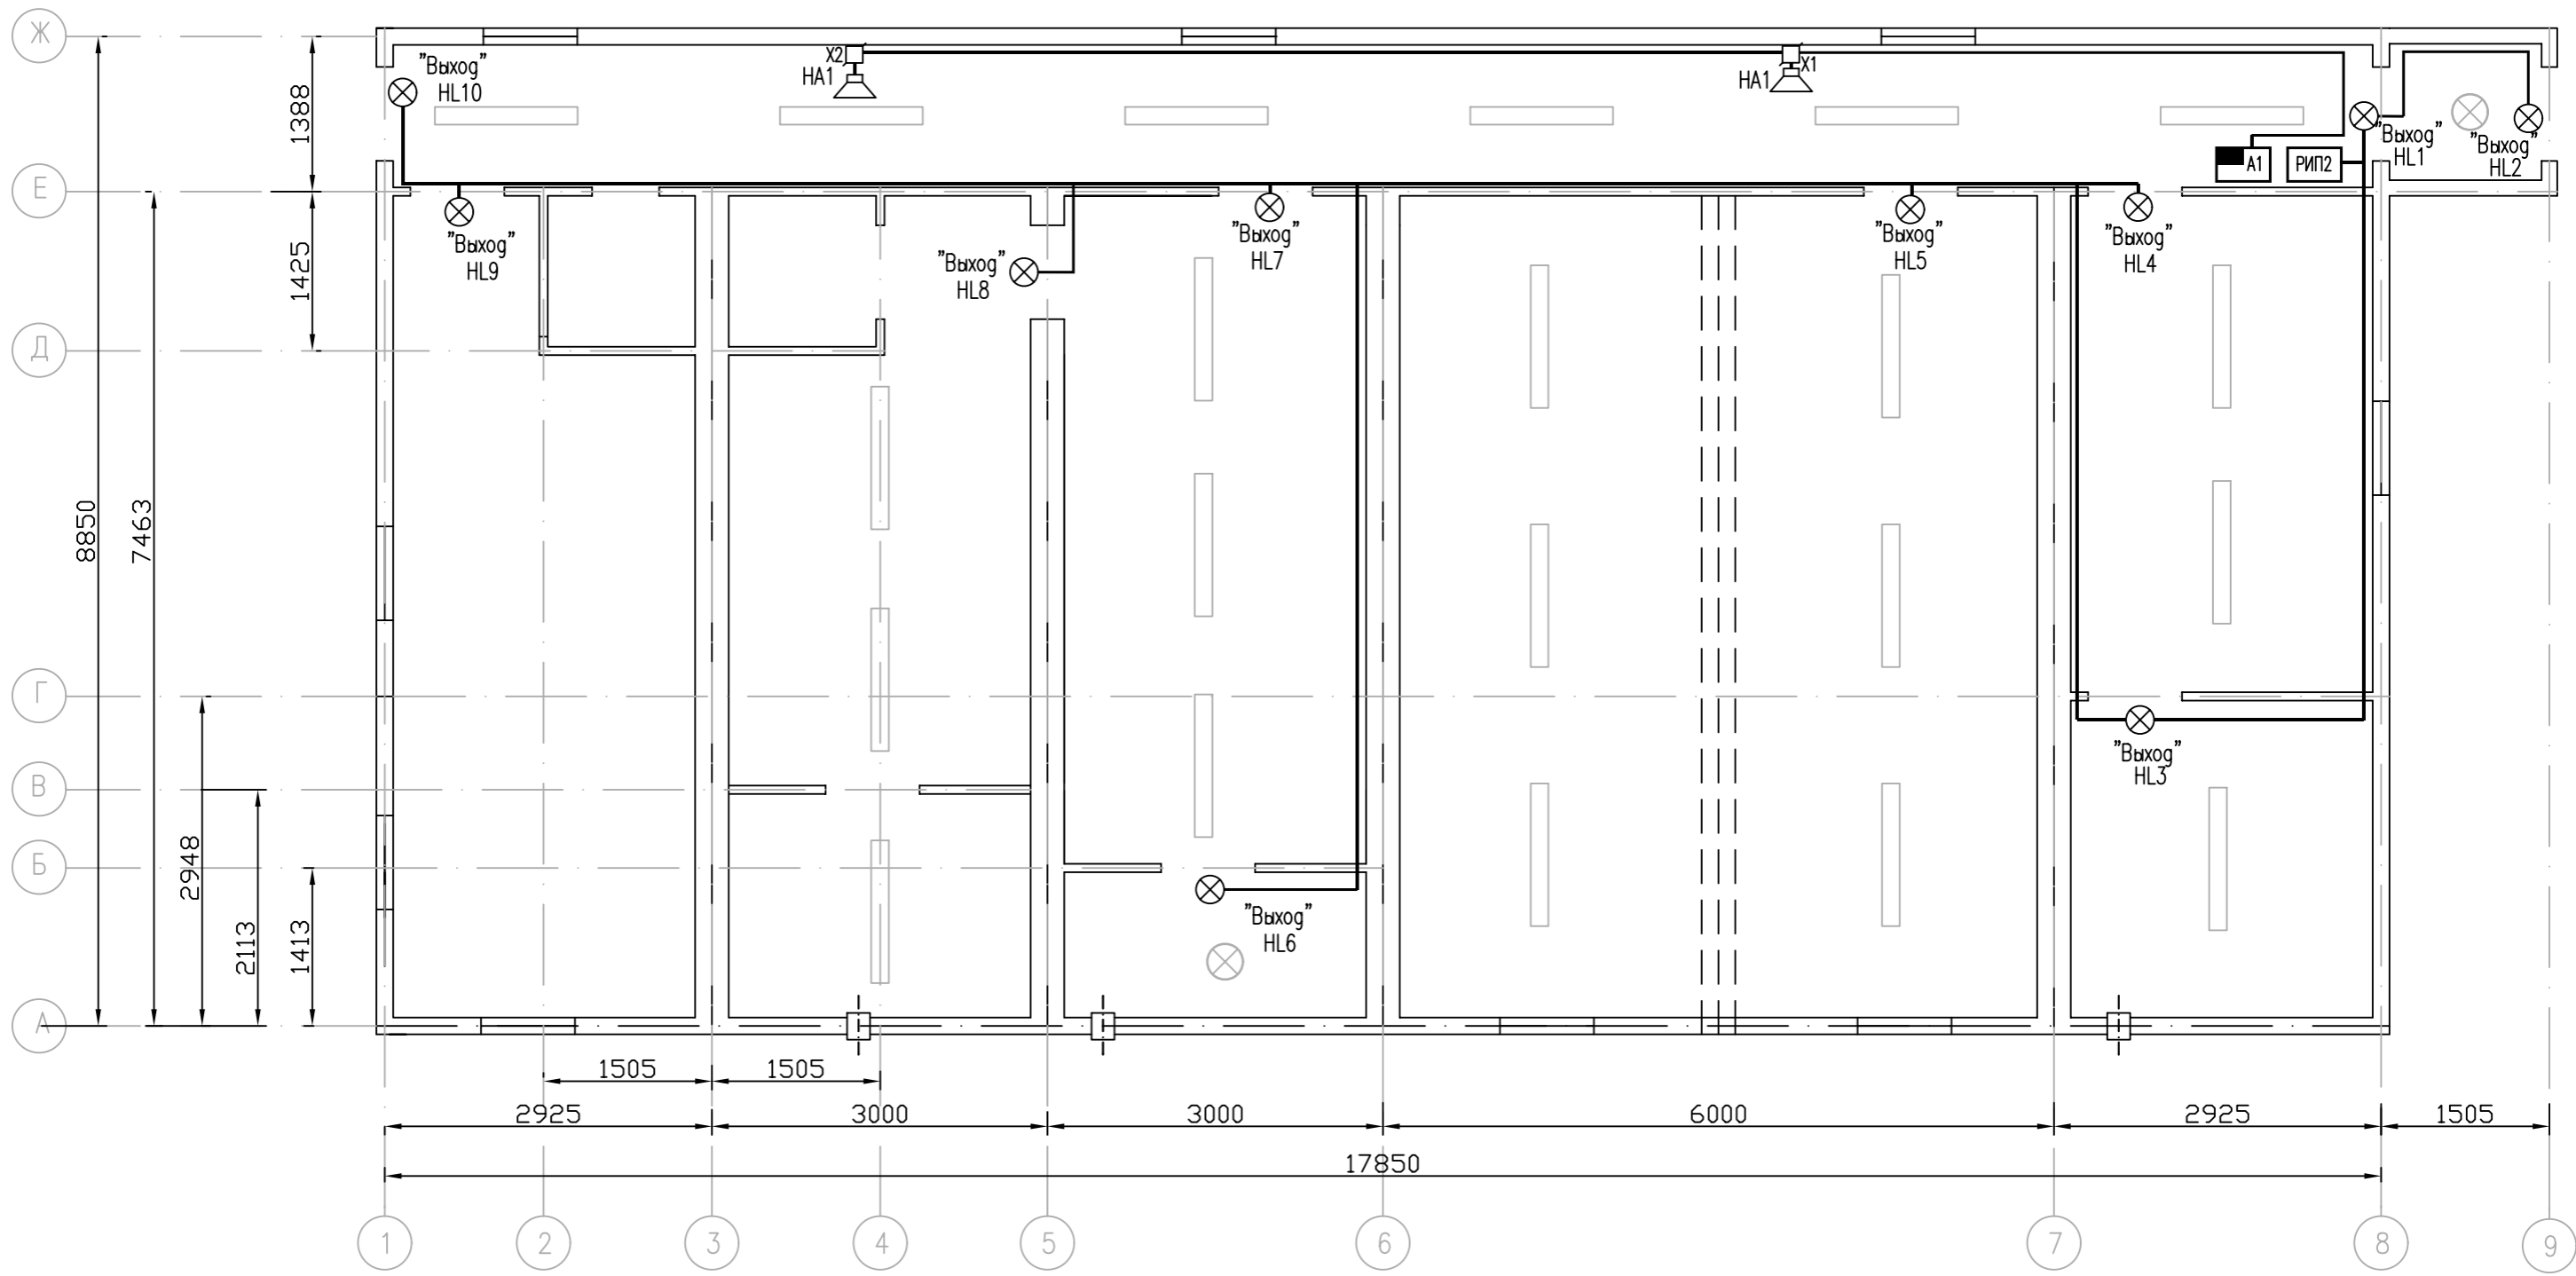 Ж
"Выход"
HL10
X2
HA1
HA1
X1
1388
"Выход"
HL1
"Выход"
HL2
A1
РИП2
Е
"Выход"
HL9
"Выход"
HL8
"Выход"
HL7
"Выход"
HL5
"Выход"
HL4
1425
Д
8850
7463
Г
"Выход"
HL3
В
2948
Б
2113
1413
"Выход"
HL6
А
1505
1505
2925
3000
3000
6000
2925
1505
17850
1
2
3
4
5
6
7
8
9